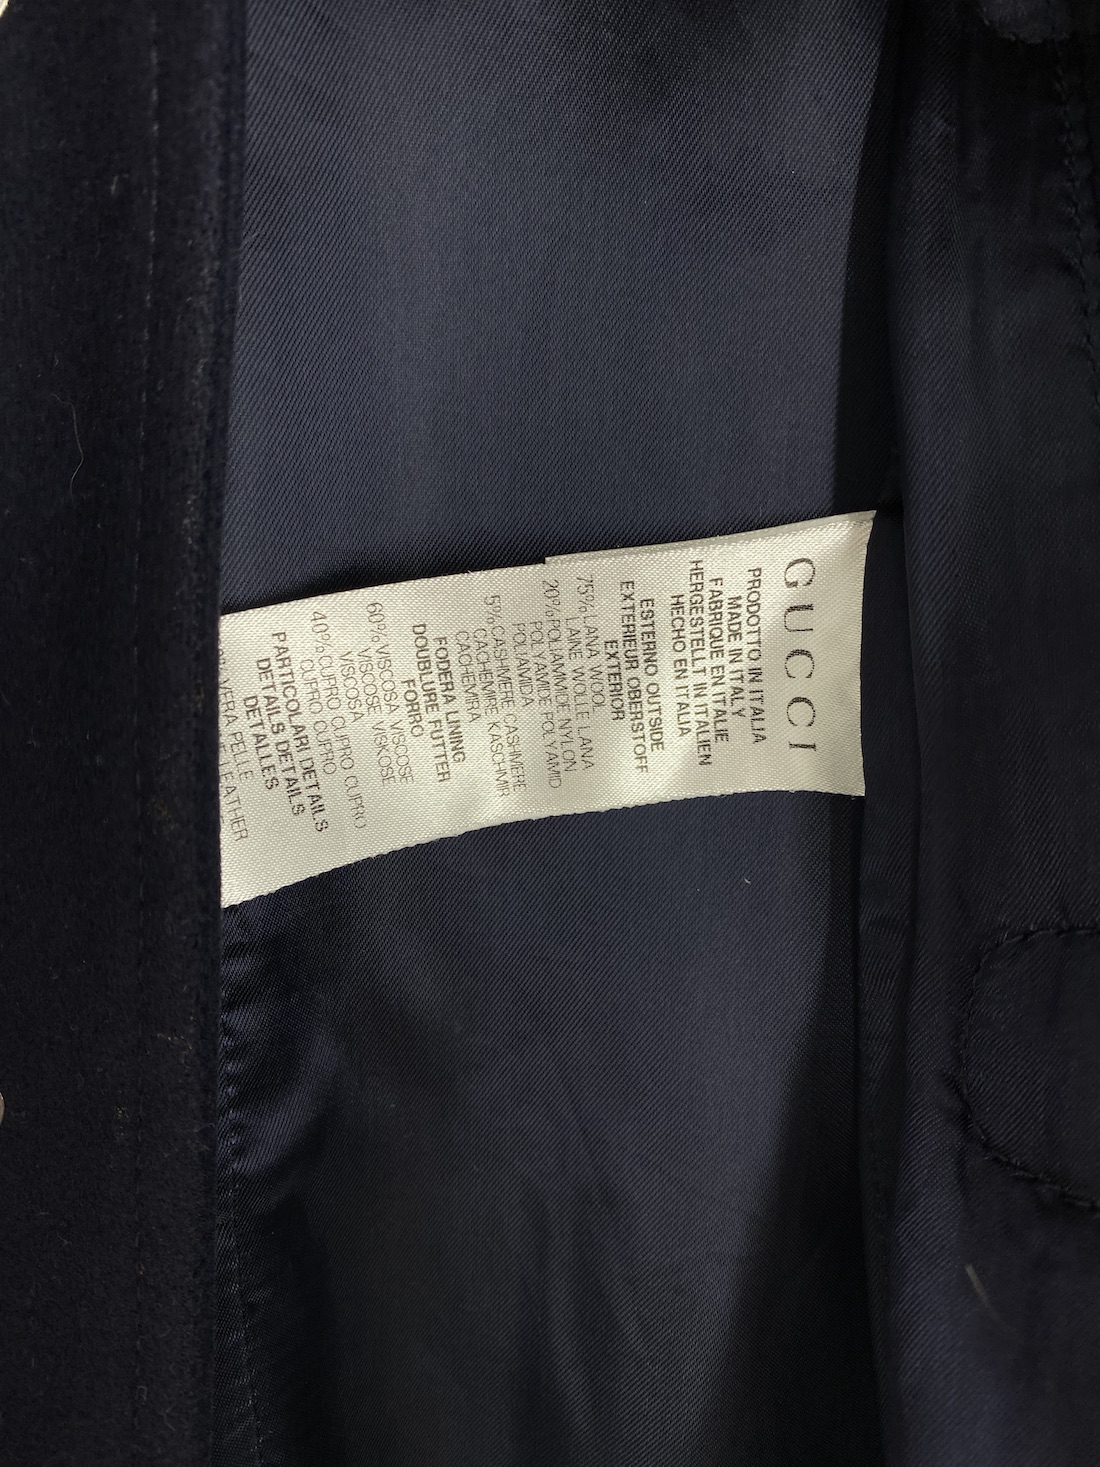 GUCCI
PRODOTTO IN ITALIA
MADE IN ITALY
FABRIQUE EN ITALIE
HERGESTELLT IN ITALIEN
HECHO EN ITALIA
ESTERNO OUTSIDE
EXTERIEUR OBERSTOFF
EXTERIOR
75% LANA WOOL
LAINE WOLLE LANA
20% POLIAMMIDE NYLON
POLYAMIDE POLYAMID
POLIAMIDA
5% CASHMERE CASHMERE
CACHEMIRE KASCHMIR
CACHEMIRA
FODERA LINING
DOUBLURE FUTTER
FORRO
60% VISCOSA VISCOSE
VISCOSE VISKOSE
VISCOSA
40% CUPRO CUPRO CUPRO
CUPRO CUPRO
PARTICOLARI DETAILS
DETAILS DETAILS
DETALLES
VERA PELLE
LEATHER